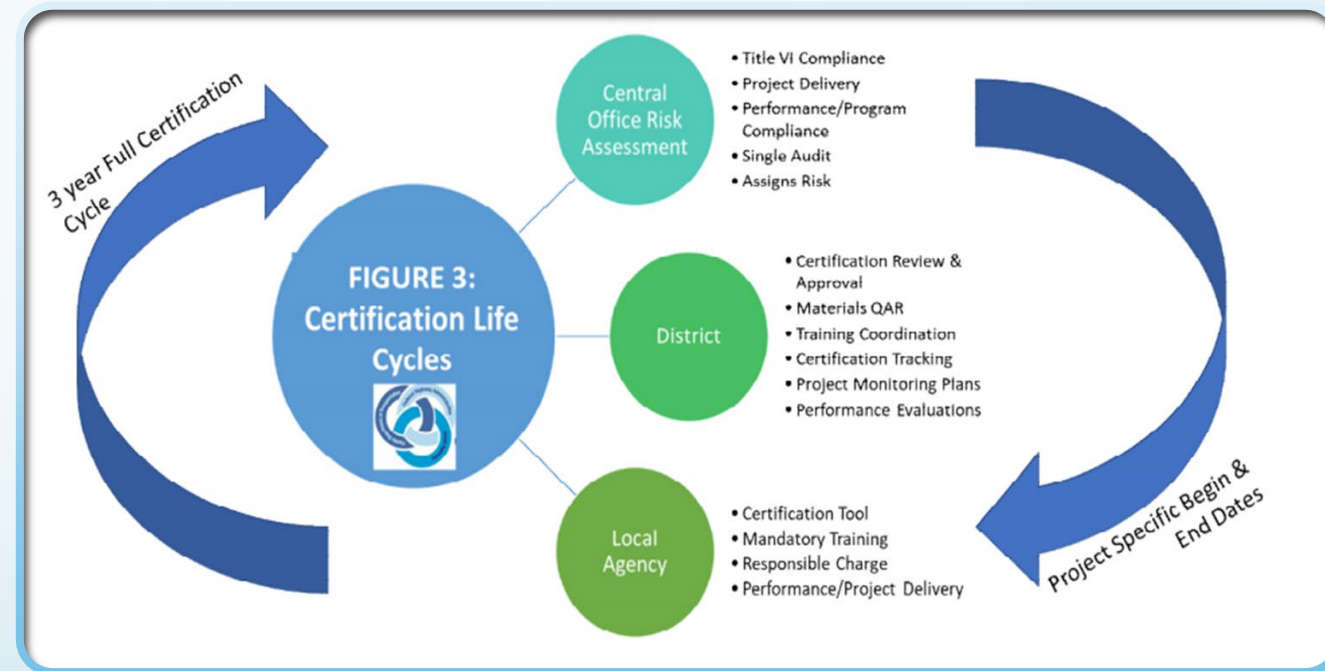 3 year Full Certification
Cycle
FIGURE 3:
Certification Life
Cycles
Central
Office Risk
Assessment
• Title VI Compliance
• Project Delivery
• Performance/Program
Compliance
• Single Audit
• Assigns Risk
District
• Certification Review &
Approval
• Materials QAR
• Training Coordination
• Certification Tracking
• Project Monitoring Plans
• Performance Evaluations
Local
Agency
• Certification Tool
• Mandatory Training
• Responsible Charge
• Performance/Project Delivery
Project Specific Begin &
End Dates